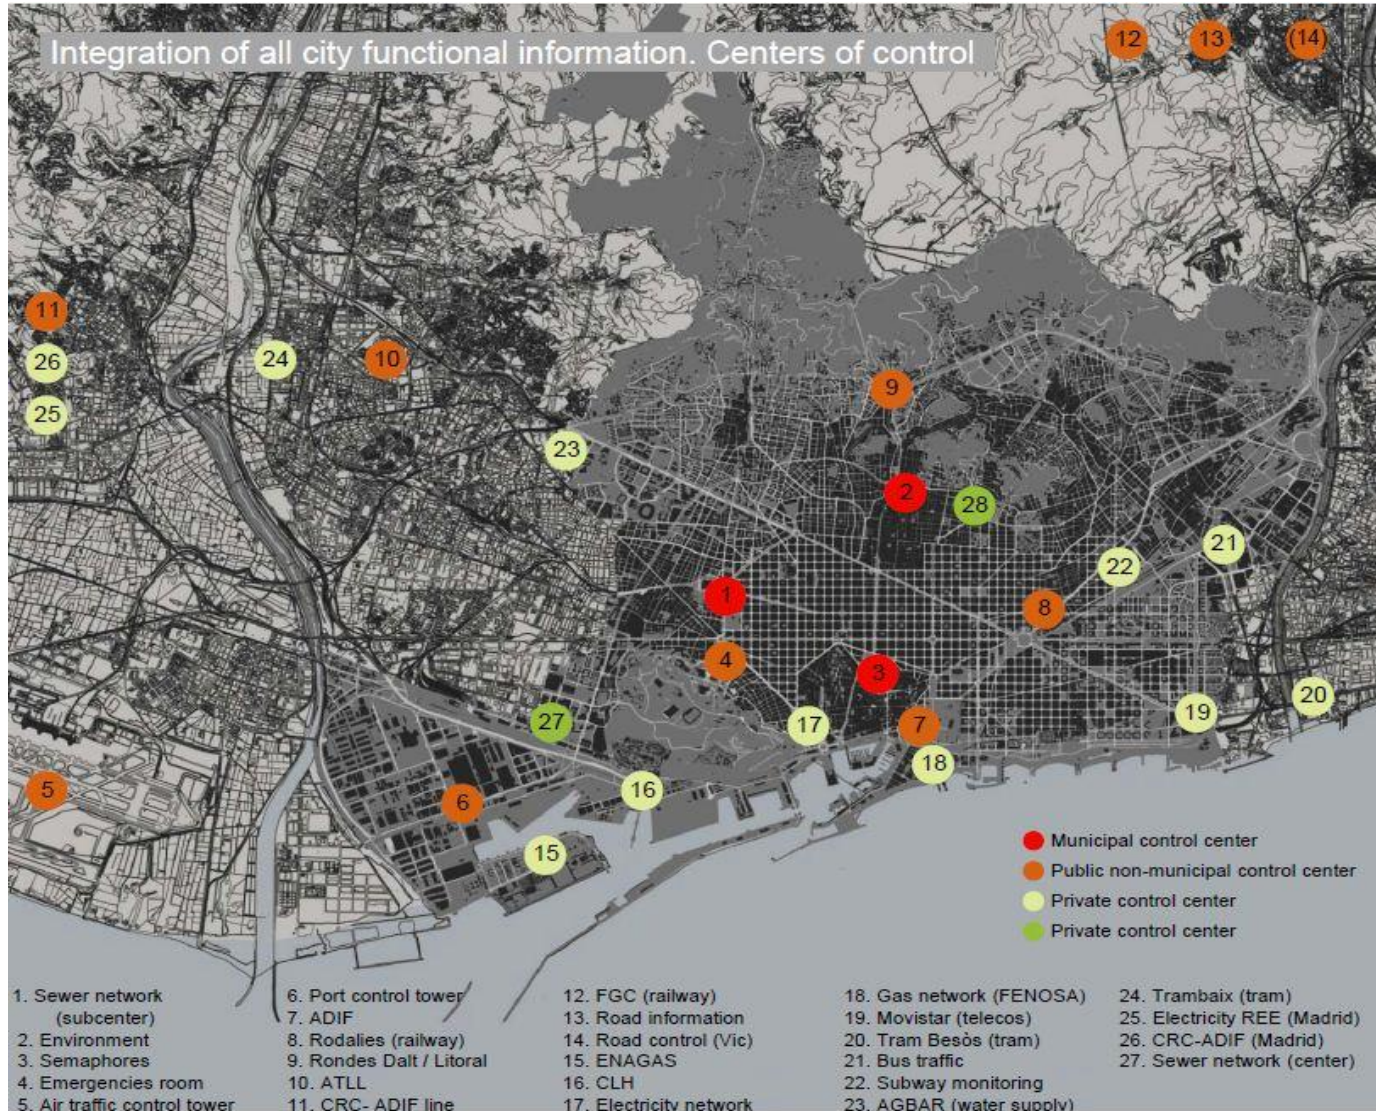 Integration of all city functional information. Centers of control
12
13
(14
11
26
24
10
25
9
23
2
28
21
22
1
8
4
3
20
19
27
7
17
18
5
16
6
15
Municipal control center
Public non-municipal control center
Private control center
Private control center
1. Sewer network
(subcenter)
2. Environment
3. Semaphores
4. Emergencies room
5. Air traffic control tower
6. Port control tower
7. ADIF
8. Rodalies (railway)
9. Rondes Dalt / Litoral
10. ATLL
11. CRC- ADIF line
12. FGC (railway)
13. Road information
14. Road control (Vic)
15. ENAGAS
16. CLH
17. Electricity network
18. Gas network (FENOSA)
19. Movistar (telecos)
20. Tram Besòs (tram)
21. Bus traffic
22. Subway monitoring
23. AGBAR (water supply)
24. Trambaix (tram)
25. Electricity REE (Madrid)
26. CRC-ADIF (Madrid)
27. Sewer network (center)